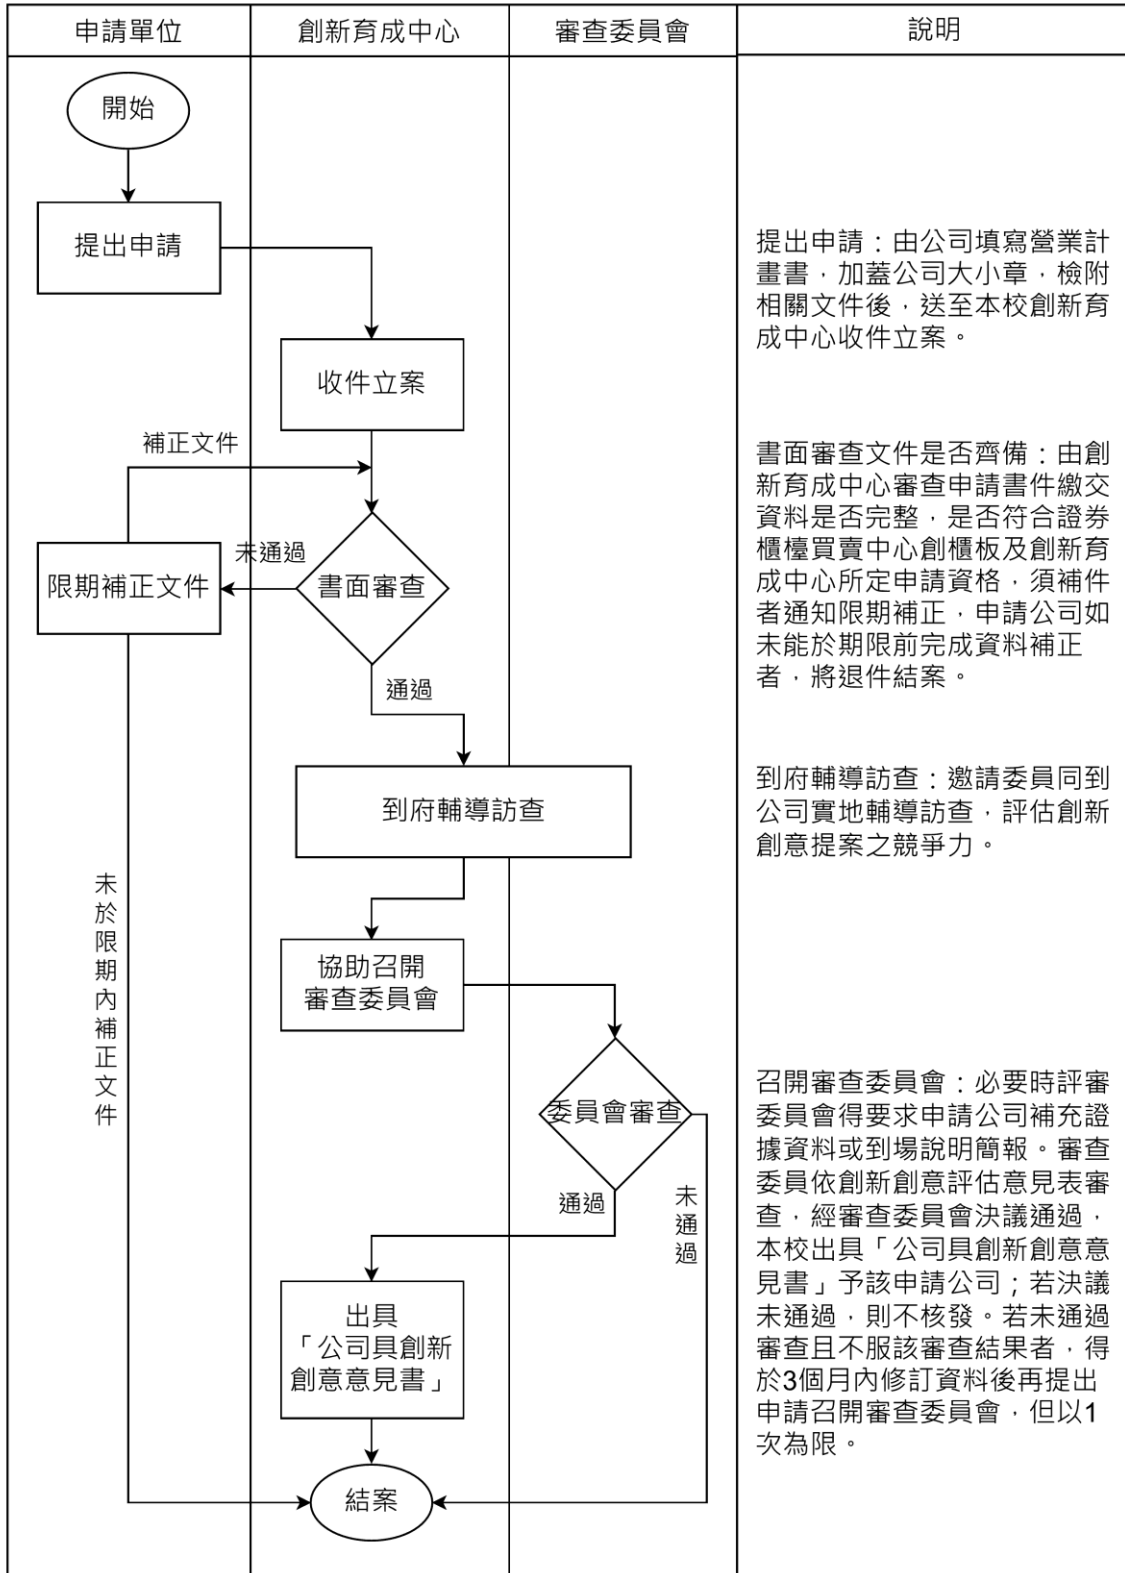 申請單位
創新育成中心
審查委員會
說明
開始
提出申請
提出申請：由公司填寫營業計
畫書，加蓋公司大小章，檢附
相關文件後，送至本校創新育
成中心收件立案。
收件立案
補正文件
書面審查文件是否齊備：由創
新育成中心審查申請書件繳交
資料是否完整，是否符合證券
櫃檯買賣中心創櫃板及創新育
成中心所定申請資格，須補件
者通知限期補正，申請公司如
未能於期限前完成資料補正
者，將退件結案。
未通過
限期補正文件
書面審查
通過
到府輔導訪查
到府輔導訪查：邀請委員同到
公司實地輔導訪查，評估創新
創意提案之競爭力。
未於限期內補正文件
協助召開
審查委員會
委員會審查
召開審查委員會：必要時評審
委員會得要求申請公司補充證
據資料或到場說明簡報。審查
委員依創新創意評估意見表審
查，經審查委員會決議通過，
本校出具「公司具創新創意意
見書」予該申請公司；若決議
未通過，則不核發。若未通過
審查且不服該審查結果者，得
於3個月內修訂資料後再提出
申請召開審查委員會，但以1
次為限。
通過
未通過
出具
「公司具創新
創意意見書」
結案